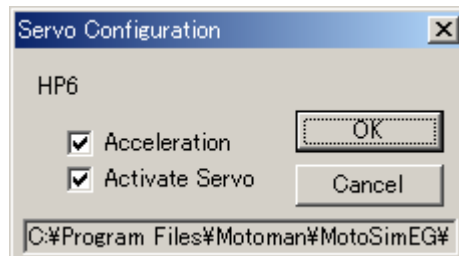 Servo Configuration
HP6
Acceleration
OK
Activate Servo
Cancel
C:¥Program Files¥Motoman¥MotoSimEG¥